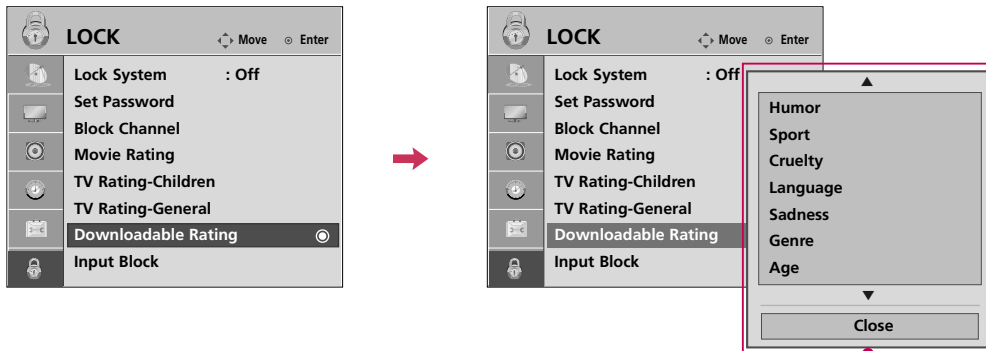 LOCK Move Enter
Lock System : Off
Set Password
Block Channel
Movie Rating
TV Rating-Children
TV Rating-General
Downloadable Rating
Input Block
LOCK Move Enter
Lock System : Off
Set Password
Block Channel
Movie Rating
TV Rating-Children
TV Rating-General
Downloadable Rating
Input Block
Humor
Sport
Cruelty
Language
Sadness
Genre
Age
Close